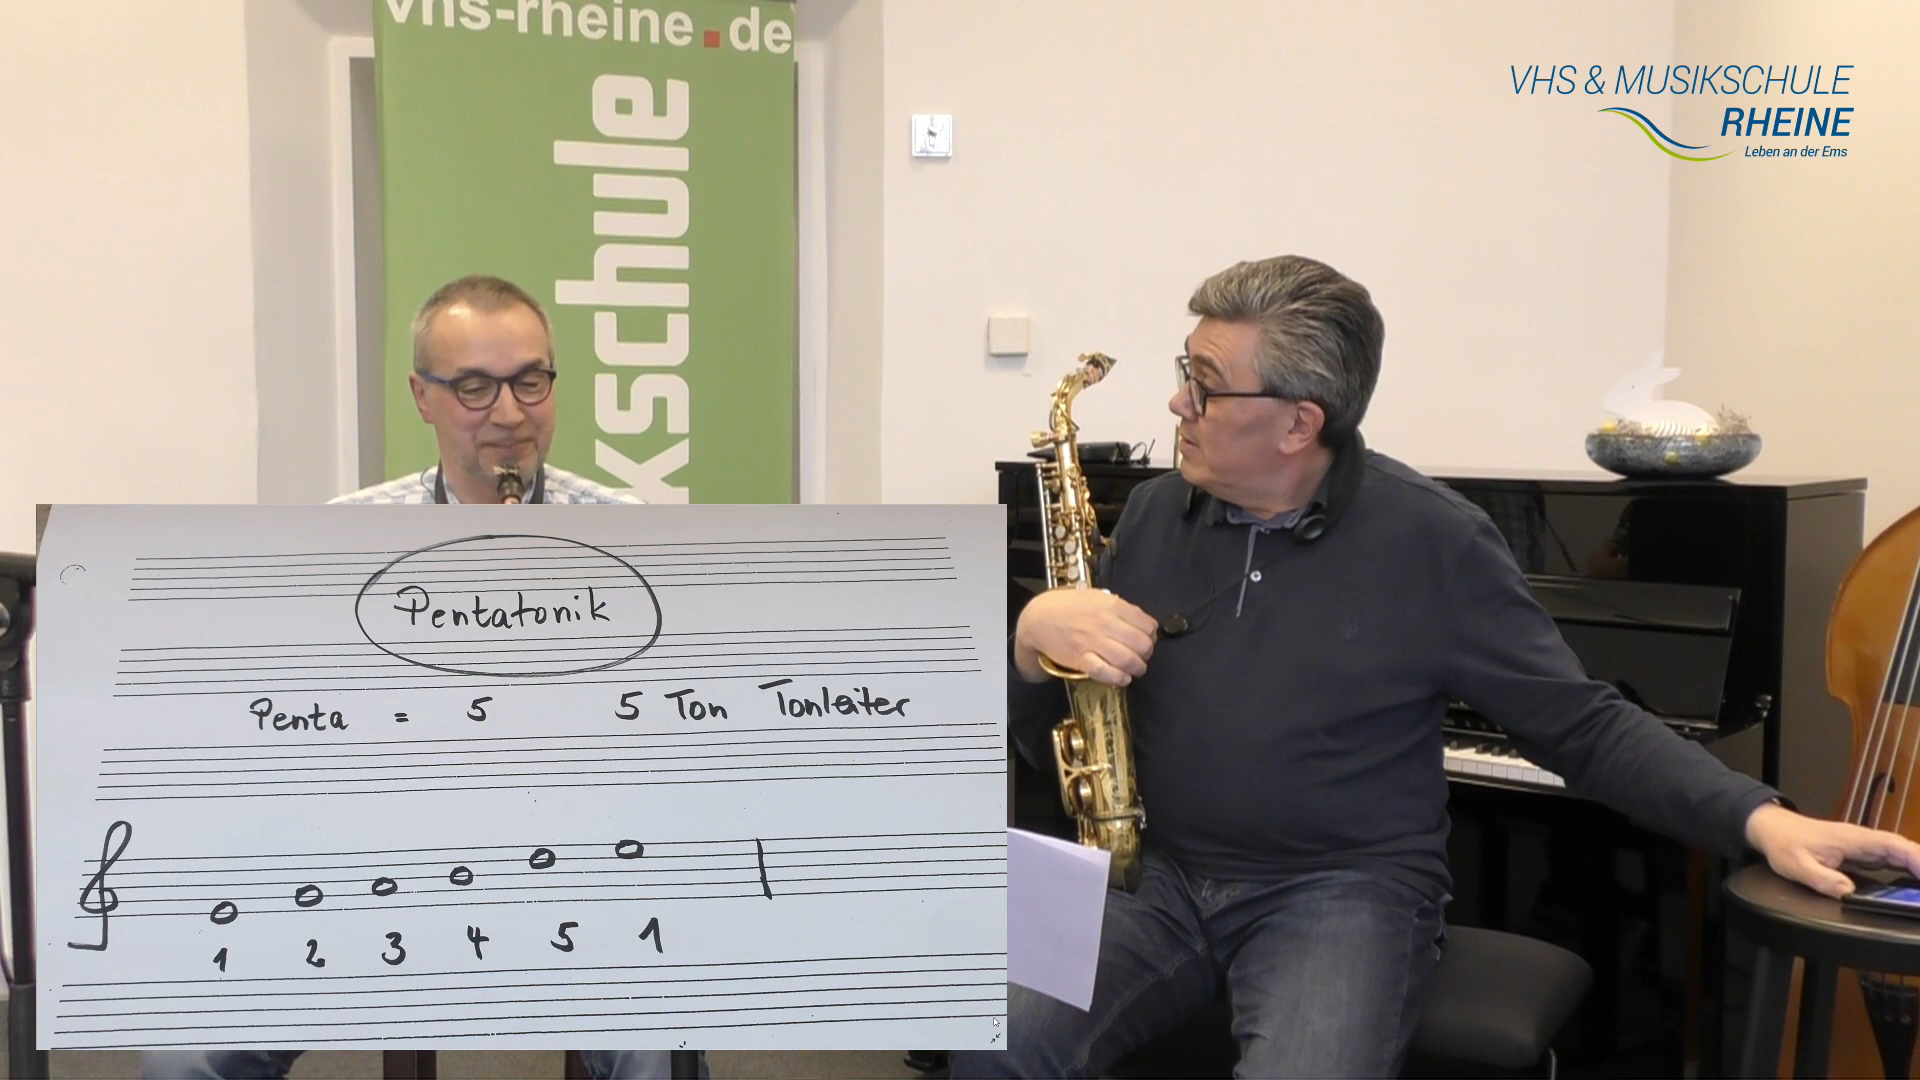 vhs-rheine.de
kschule
VHS & MUSIKSCHULE
RHEINE
Leben an der Ems
Pentatonik
Penta = 5 5 Ton Tonleiter
1 2 3 4 5 1